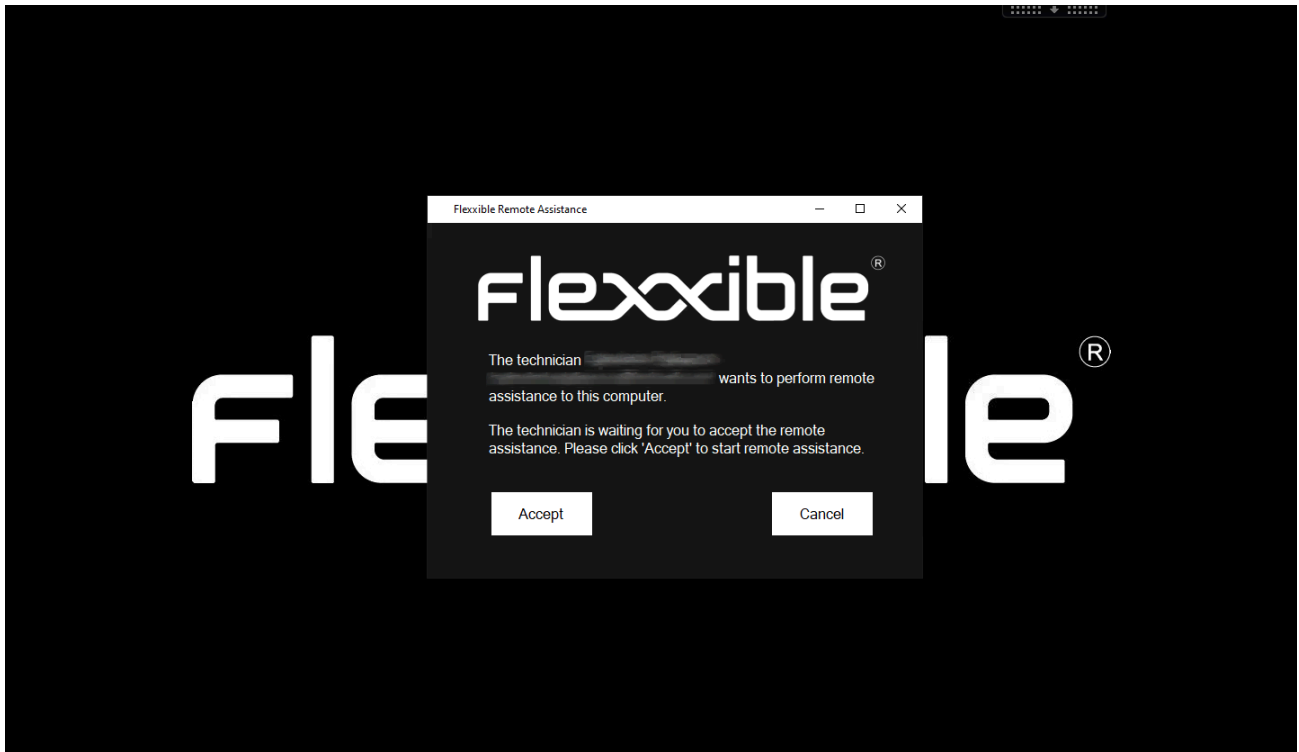 Flexxible Remote Assistance
flexxible®
The technician
wants to perform remote
assistance to this computer.
The technician is waiting for you to accept the remote
assistance. Please click 'Accept' to start remote assistance.
Fle le®
Accept Cancel